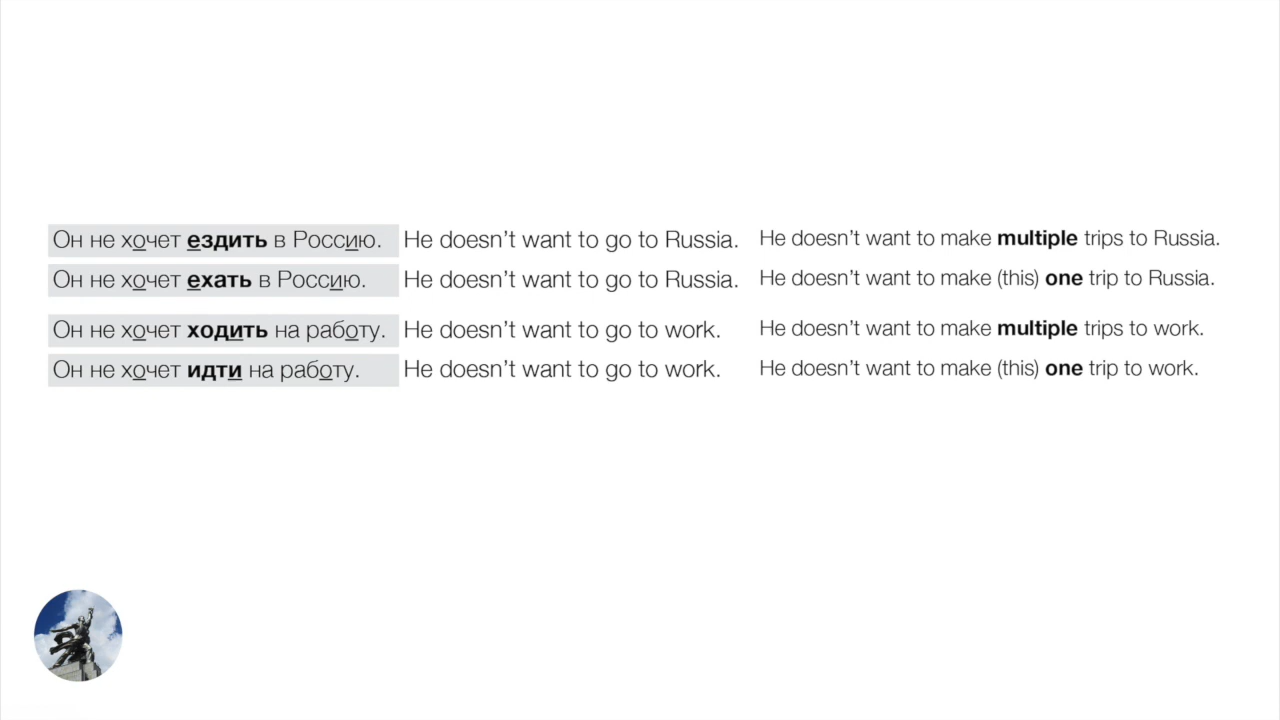 Он не хочет ездить в Россию. He doesn’t want to go to Russia. He doesn’t want to make multiple trips to Russia.
Он не хочет ехать в Россию. He doesn’t want to go to Russia. He doesn’t want to make (this) one trip to Russia.
Он не хочет ходить на работу. He doesn’t want to go to work. He doesn’t want to make multiple trips to work.
Он не хочет идти на работу. He doesn’t want to go to work. He doesn’t want to make (this) one trip to work.